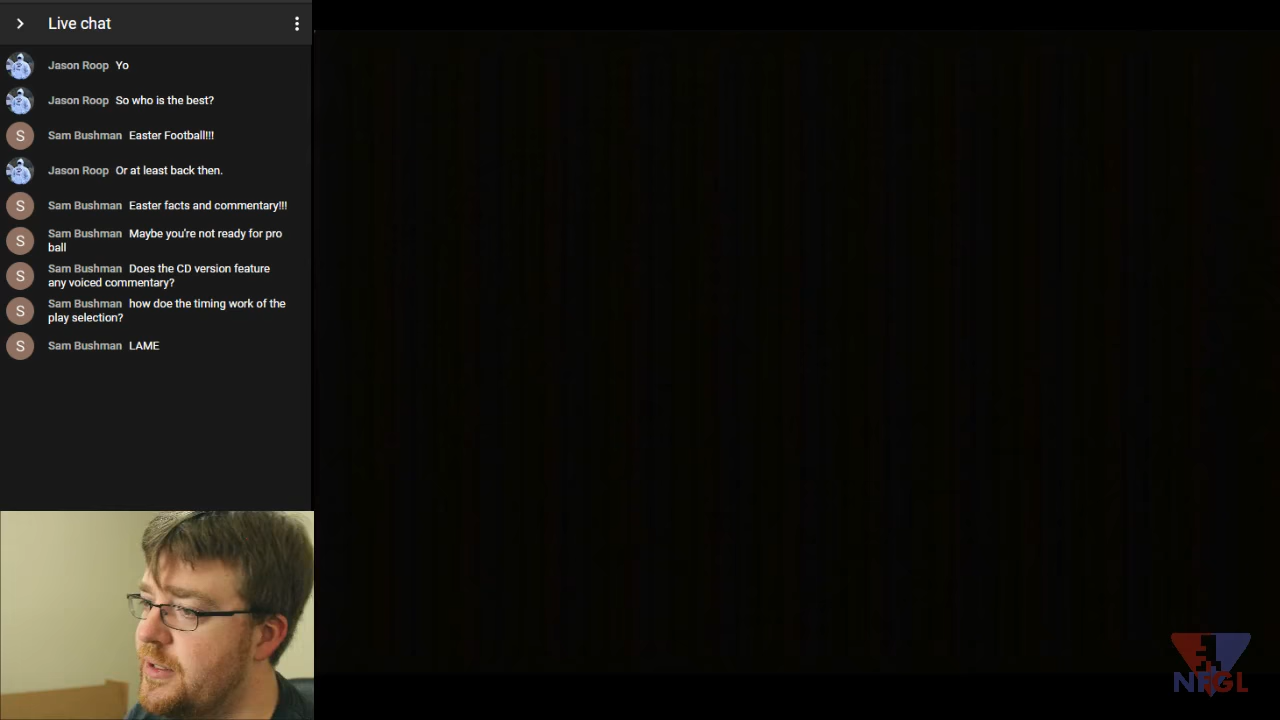 Live chat
Jason Roop Yo
Jason Roop So who is the best?
S Sam Bushman Easter Football!!!
Jason Roop Or at least back then.
S Sam Bushman Easter facts and commentary!!!
S Sam Bushman Maybe you're not ready for pro
ball
S Sam Bushman Does the CD version feature
any voiced commentary?
S Sam Bushman how doe the timing work of the
play selection?
S Sam Bushman LAME
NFGL